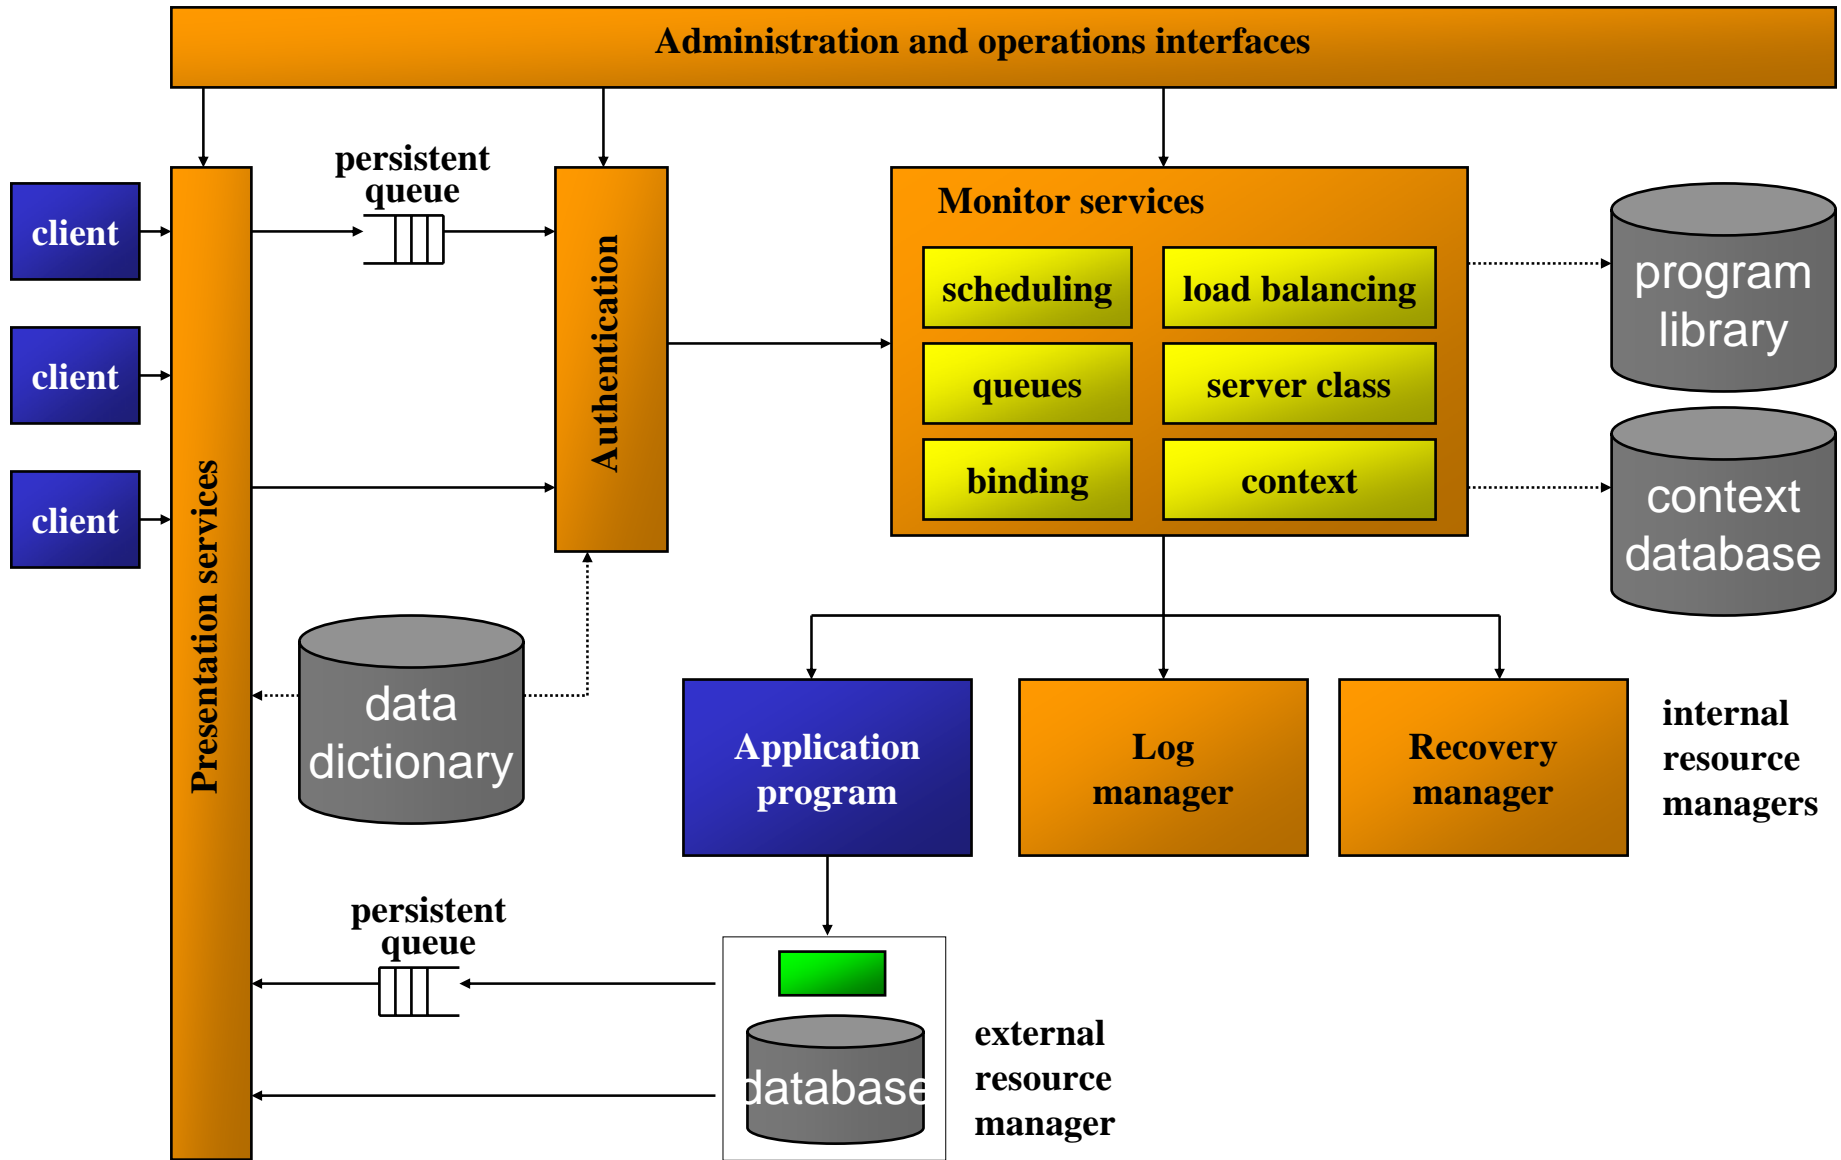 Administration and operations interfaces
persistent
queue
client
client
client
Presentation services
Authentication
Monitor services
scheduling
load balancing
queues
server class
binding
context
program
library
context
database
data
dictionary
Application
program
Log
manager
Recovery
manager
internal
resource
managers
persistent
queue
database
external
resource
manager